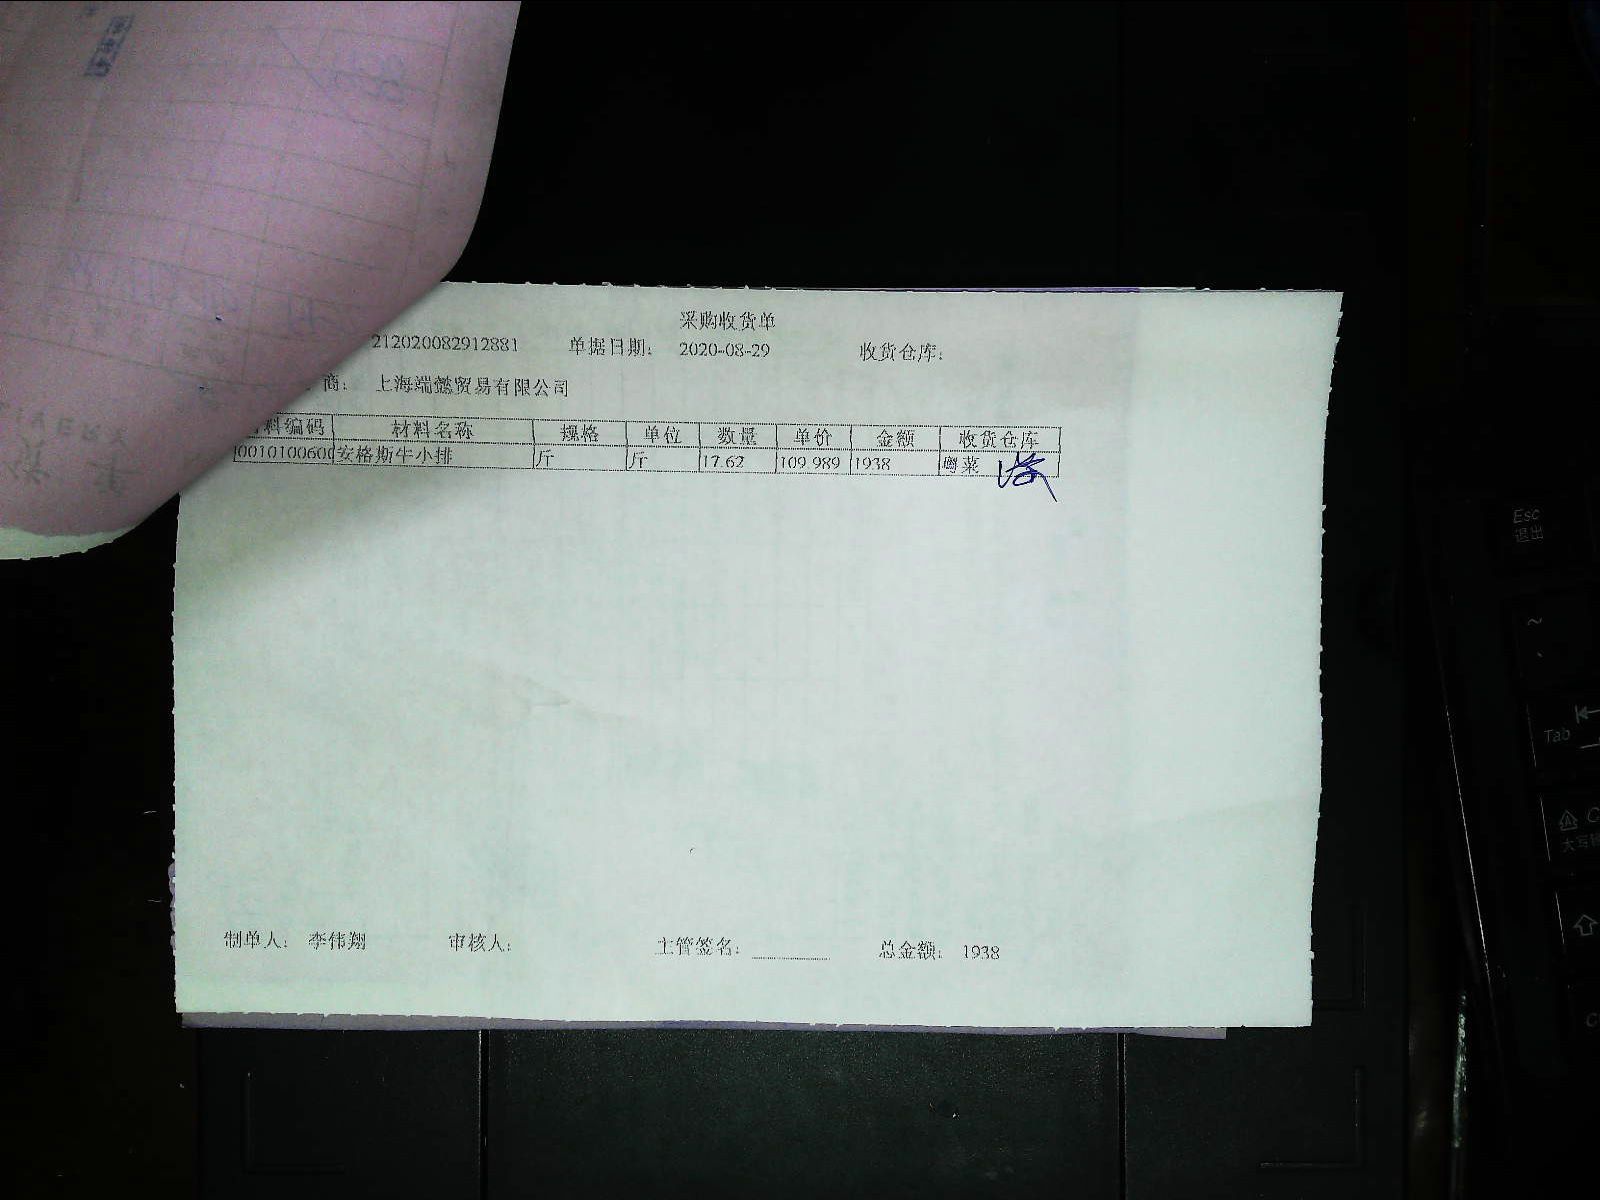 采购收货单
212020082912881 单据日期: 2020-08-29 收货仓库:
商: 上海端懿贸易有限公司
料编码 材料名称 规格 单位 数量 单价 金额 收货仓库
0010100600 安格斯牛小排 斤 斤 17.62 109.989 1938 粤菜
制单人: 李伟翔 审核人: 主管签名: 总金额: 1938
Esc
退出
~
Tab